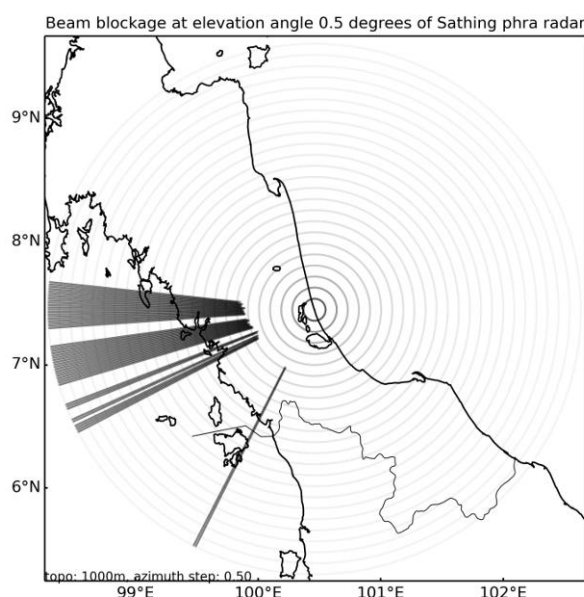 Beam blockage at elevation angle 0.5 degrees of Sathing phra radar
9°N
8°N
7°N
6°N
topo: 1000m, azimuth step: 0.50
99°E
100°E
101°E
102°E